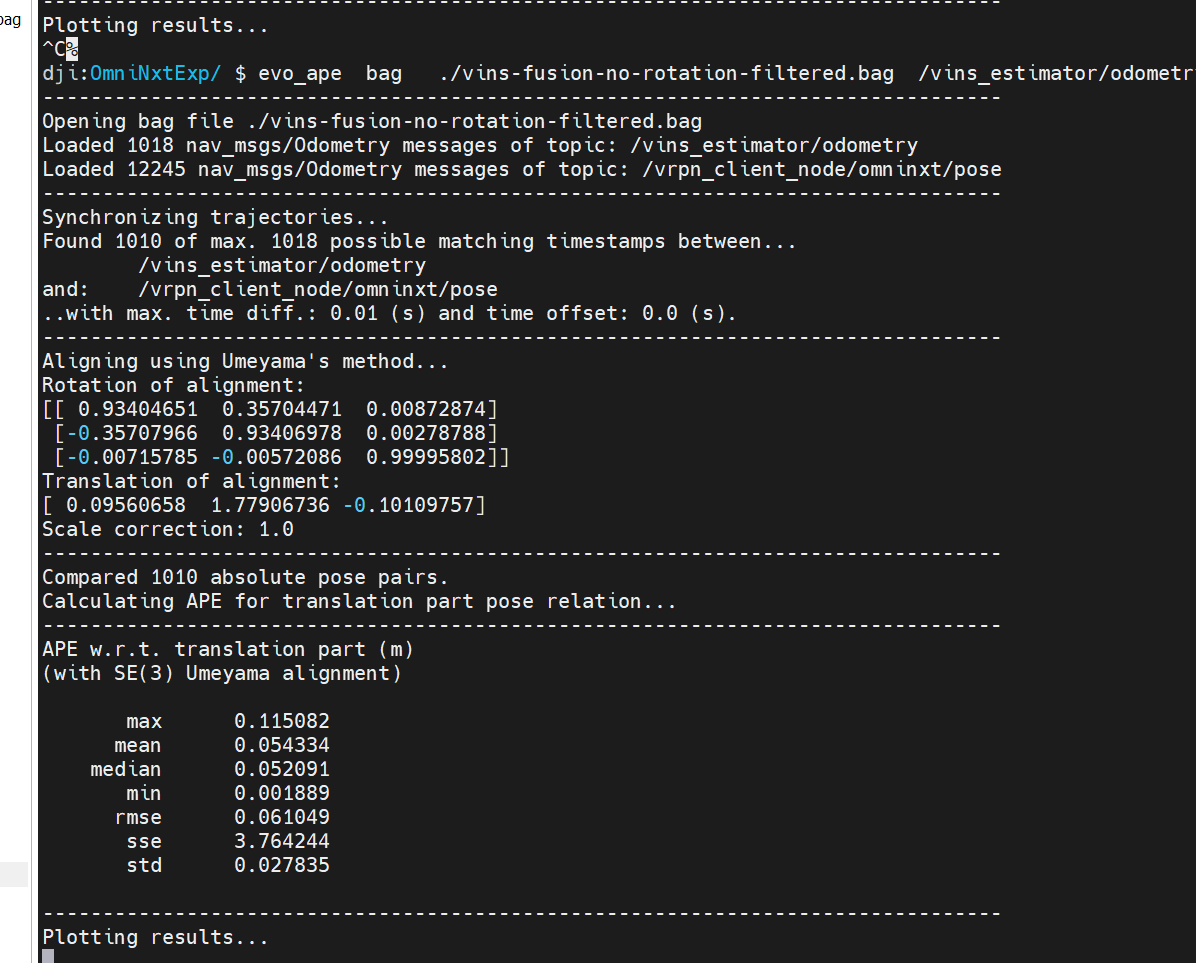 bag
--------------------------------------------------------------------------------
Plotting results...
^C%
dji:OmniNxtExp/ $ evo_ape  bag   ./vins-fusion-no-rotation-filtered.bag  /vins_estimator/odometr
--------------------------------------------------------------------------------
Opening bag file ./vins-fusion-no-rotation-filtered.bag
Loaded 1018 nav_msgs/Odometry messages of topic: /vins_estimator/odometry
Loaded 12245 nav_msgs/Odometry messages of topic: /vrpn_client_node/omninxt/pose
--------------------------------------------------------------------------------
Synchronizing trajectories...
Found 1010 of max. 1018 possible matching timestamps between...
        /vins_estimator/odometry
and:    /vrpn_client_node/omninxt/pose
..with max. time diff.: 0.01 (s) and time offset: 0.0 (s).
--------------------------------------------------------------------------------
Aligning using Umeyama's method...
Rotation of alignment:
[[ 0.93404651  0.35704471  0.00872874]
 [-0.35707966  0.93406978  0.00278788]
 [-0.00715785 -0.00572086  0.99995802]]
Translation of alignment:
[ 0.09560658  1.77906736 -0.10109757]
Scale correction: 1.0
--------------------------------------------------------------------------------
Compared 1010 absolute pose pairs.
Calculating APE for translation part pose relation...
--------------------------------------------------------------------------------
APE w.r.t. translation part (m)
(with SE(3) Umeyama alignment)
       max      0.115082
      mean      0.054334
    median      0.052091
       min      0.001889
      rmse      0.061049
       sse      3.764244
       std      0.027835
--------------------------------------------------------------------------------
Plotting results...